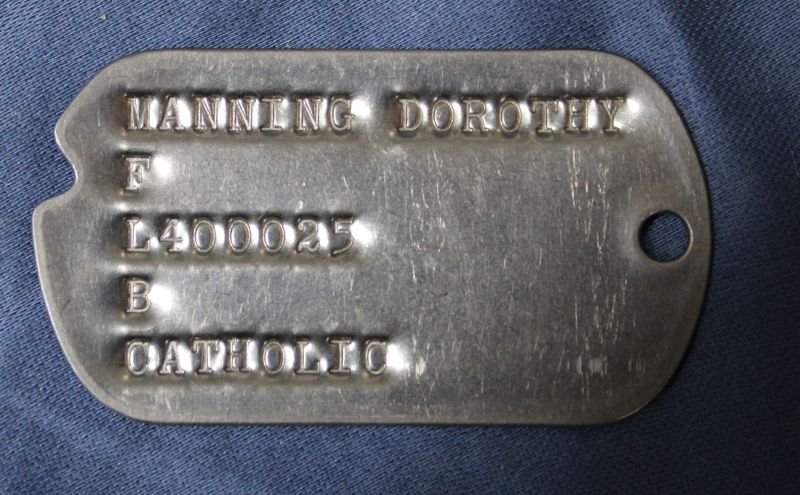 MANNING DOROTHY
F
L400025
B
CATHOLIC